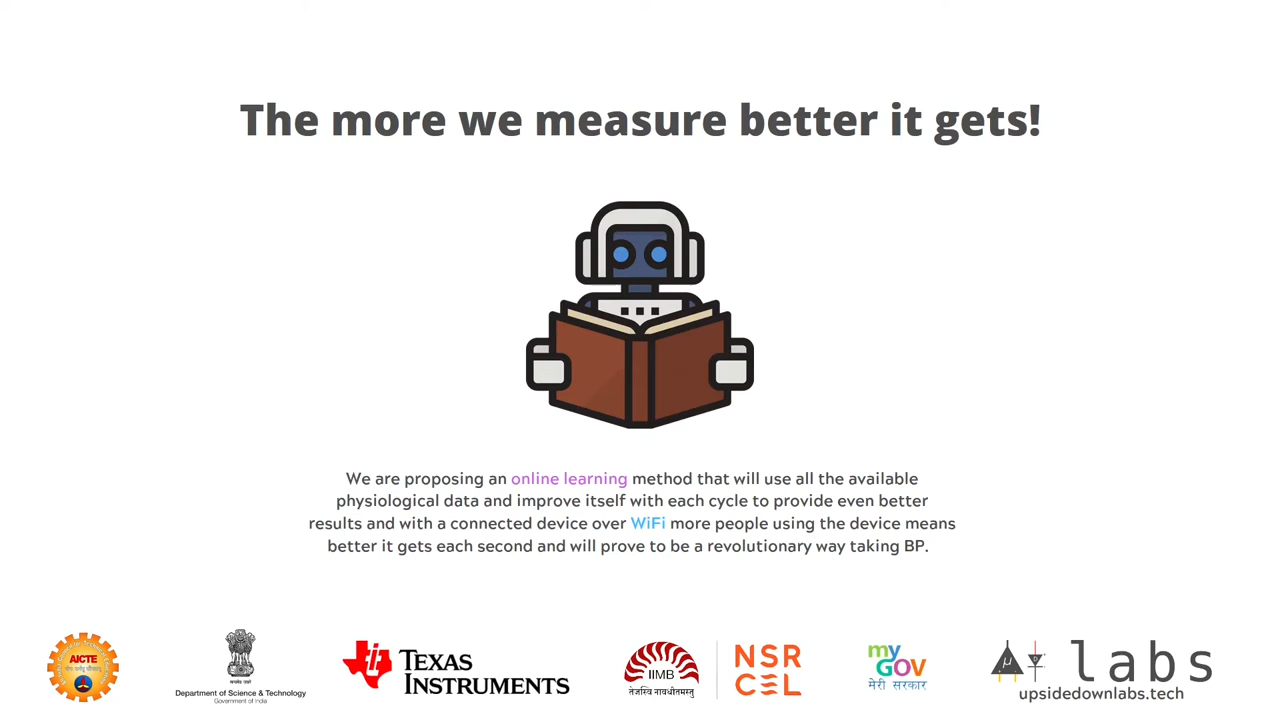 The more we measure better it gets!
We are proposing an online learning method that will use all the available
physiological data and improve itself with each cycle to provide even better
results and with a connected device over WiFi more people using the device means
better it gets each second and will prove to be a revolutionary way taking BP.
AICTE
सत्यमेव जयते
Department of Science & Technology
Government of India
TEXAS
INSTRUMENTS
IIMB
तेजस्वि नावधीतमस्तु
NSR
CEL
my
GOV
मेरी सरकार
μ
labs
upsidedownlabs.tech